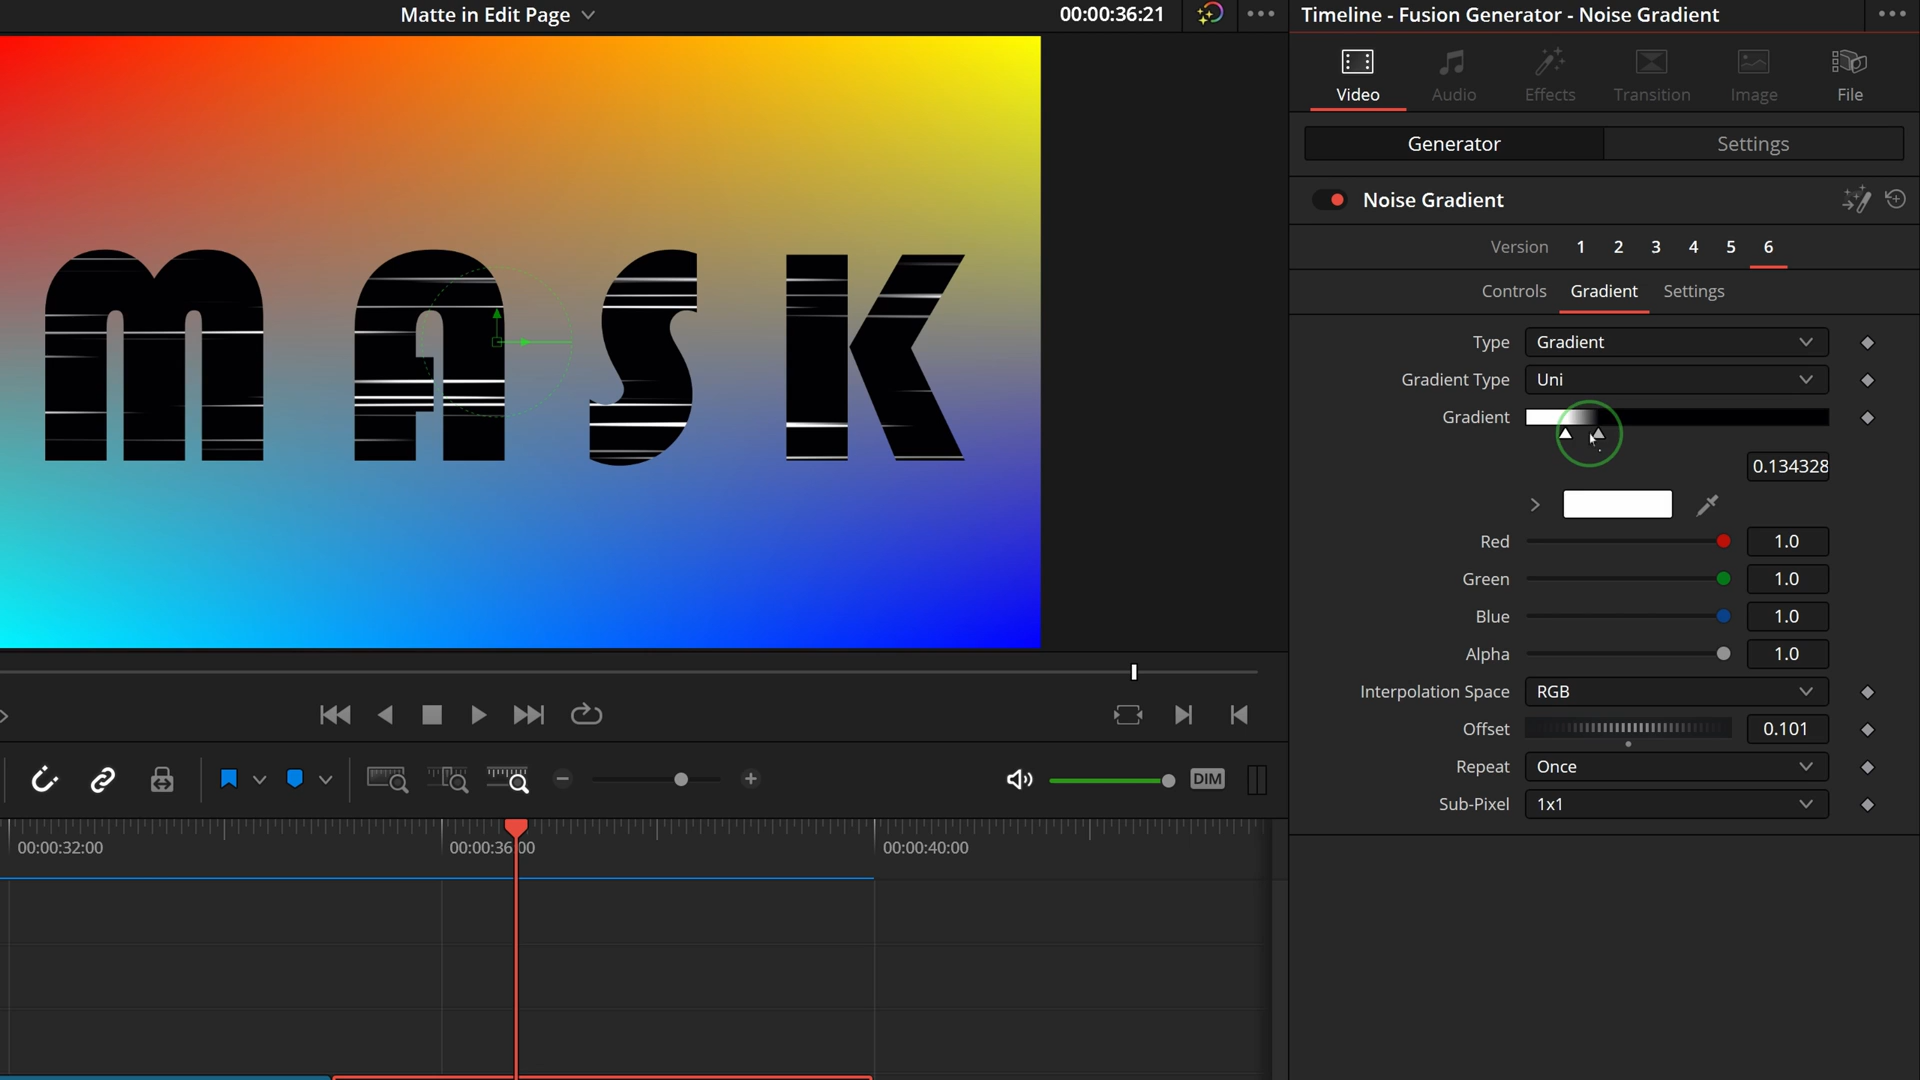 Matte in Edit Page
00:00:36:21
Timeline - Fusion Generator - Noise Gradient
Video
Audio
Effects
Transition
Image
File
Generator
Settings
Noise Gradient
Version 1 2 3 4 5 6
Controls Gradient Settings
Type Gradient
Gradient Type Uni
Gradient
0.134328
Red 1.0
Green 1.0
Blue 1.0
Alpha 1.0
Interpolation Space RGB
Offset 0.101
Repeat Once
Sub-Pixel 1x1
MASK
DIM
00:00:32:00
00:00:36:00
00:00:40:00